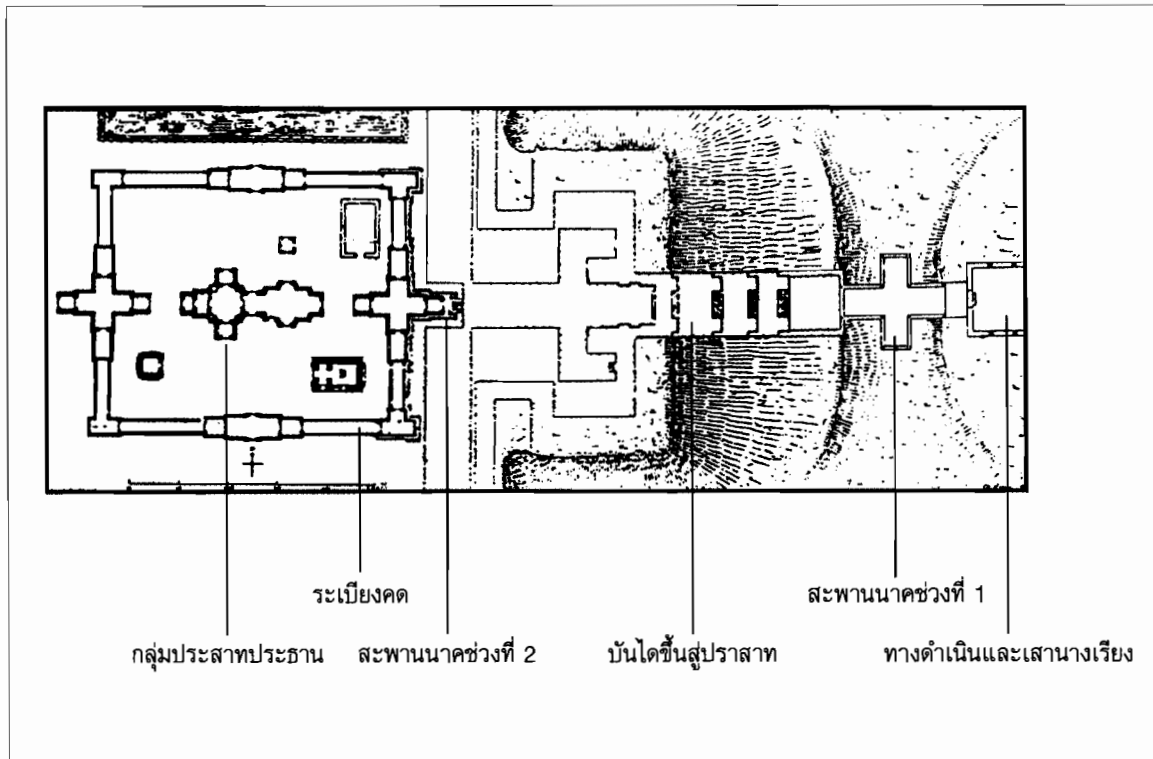 ระเบียงคด
สะพานนาคช่วงที่ 1
กลุ่มประสาทประธาน
สะพานนาคช่วงที่ 2
บันไดขึ้นสู่ปราสาท
ทางดำเนินและเสานางเรียง